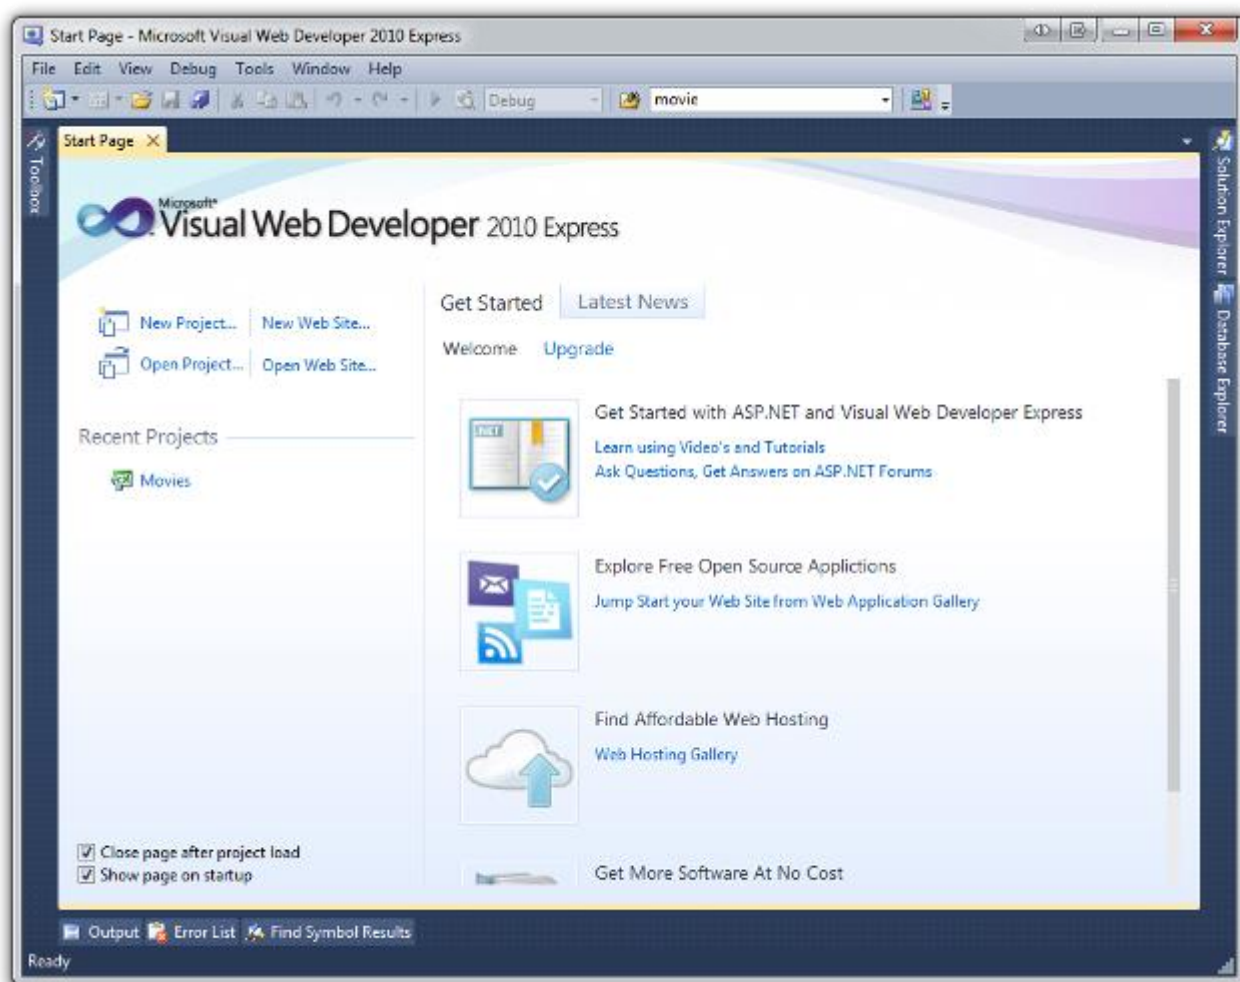 Start Page - Microsoft Visual Web Developer 2010 Express
File Edit View Debug Tools Window Help
Debug movie
Toolbox
Start Page
Solution Explorer
Database Explorer
Microsoft®
Visual Web Developer 2010 Express
New Project... New Web Site...
Open Project... Open Web Site...
Recent Projects
Movies
Get Started Latest News
Welcome Upgrade
.NET
Get Started with ASP.NET and Visual Web Developer Express
Learn using Video's and Tutorials
Ask Questions, Get Answers on ASP.NET Forums
Explore Free Open Source Applictions
Jump Start your Web Site from Web Application Gallery
Find Affordable Web Hosting
Web Hosting Gallery
Get More Software At No Cost
Close page after project load
Show page on startup
Output Error List Find Symbol Results
Ready